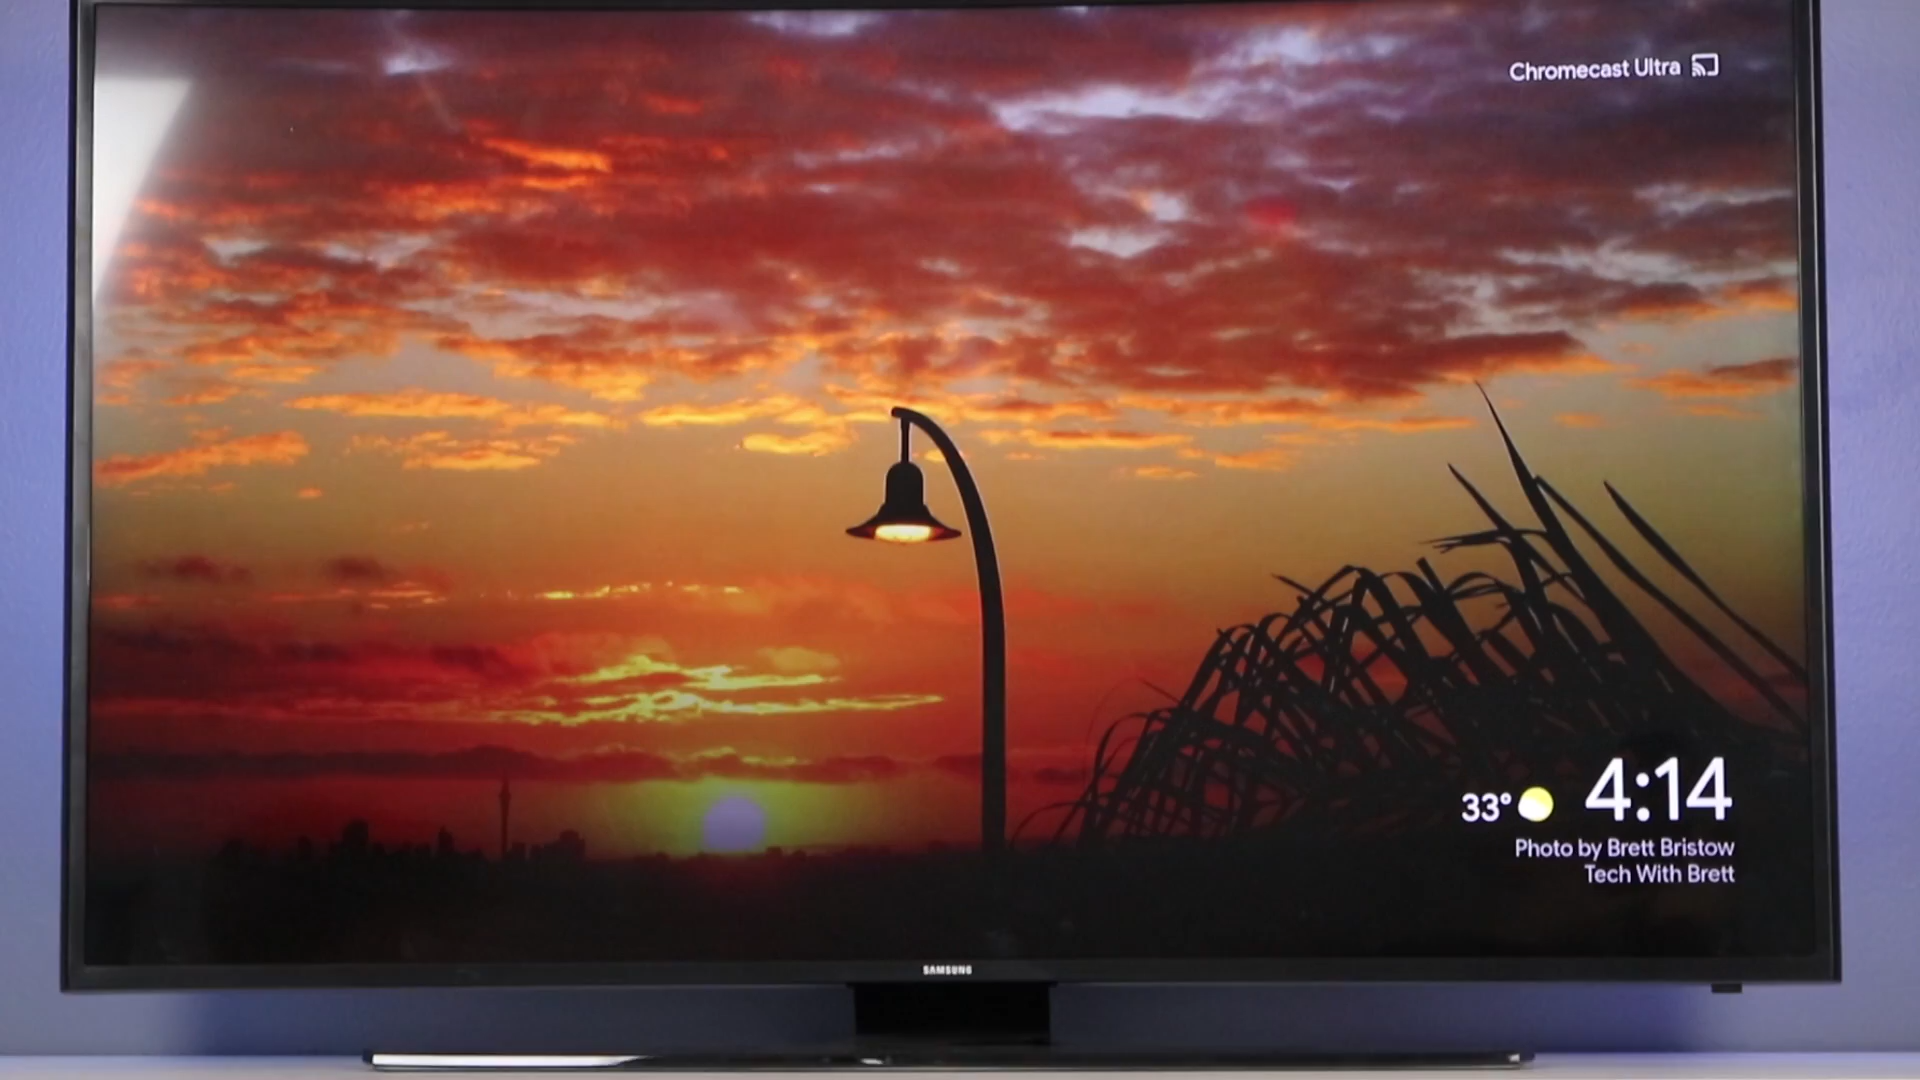 Chromecast Ultra
33° 4:14
Photo by Brett Bristow
Tech With Brett
SAMSUNG